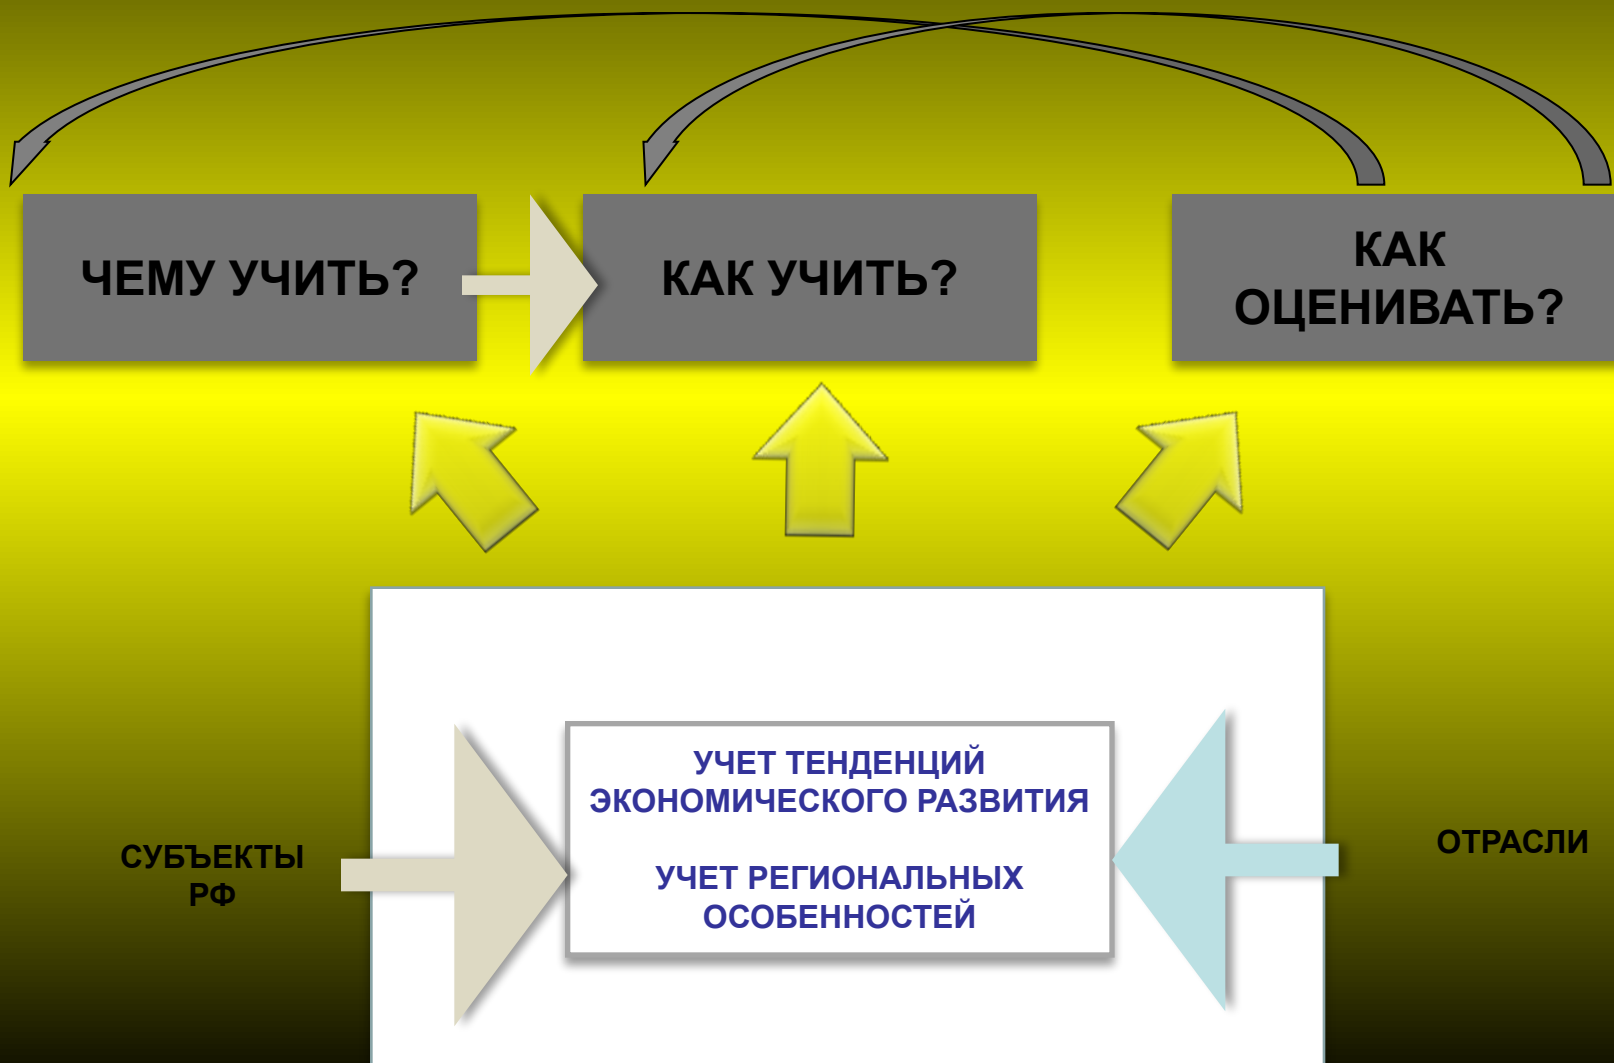 ЧЕМУ УЧИТЬ?
КАК УЧИТЬ?
КАК
ОЦЕНИВАТЬ?
УЧЕТ ТЕНДЕНЦИЙ
ЭКОНОМИЧЕСКОГО РАЗВИТИЯ
УЧЕТ РЕГИОНАЛЬНЫХ
ОСОБЕННОСТЕЙ
СУБЪЕКТЫ
РФ
ОТРАСЛИ